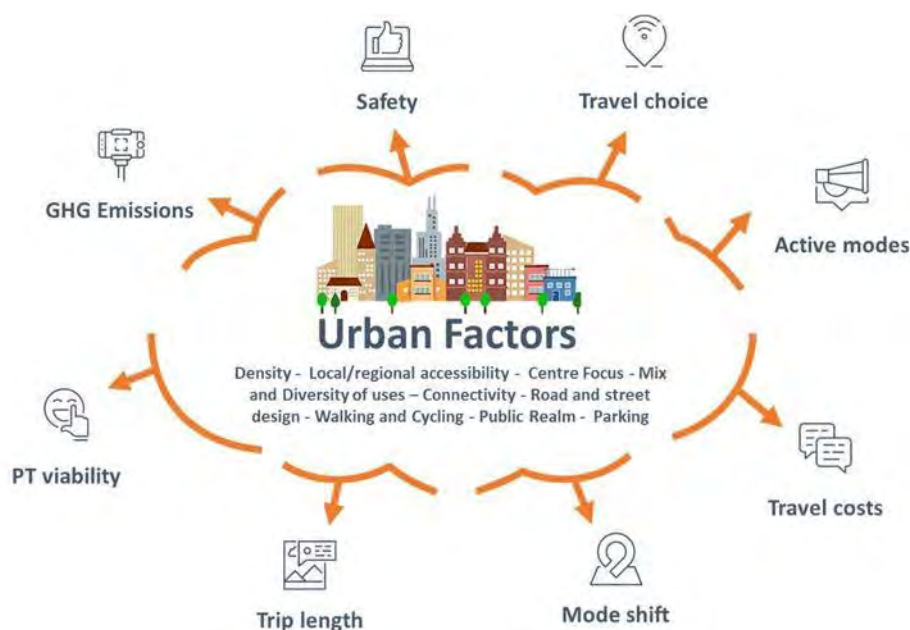 Safety
Travel choice
GHG Emissions
Active modes
Urban Factors
Density - Local/regional accessibility - Centre Focus - Mix
and Diversity of uses – Connectivity - Road and street
design - Walking and Cycling - Public Realm - Parking
PT viability
Travel costs
Trip length
Mode shift